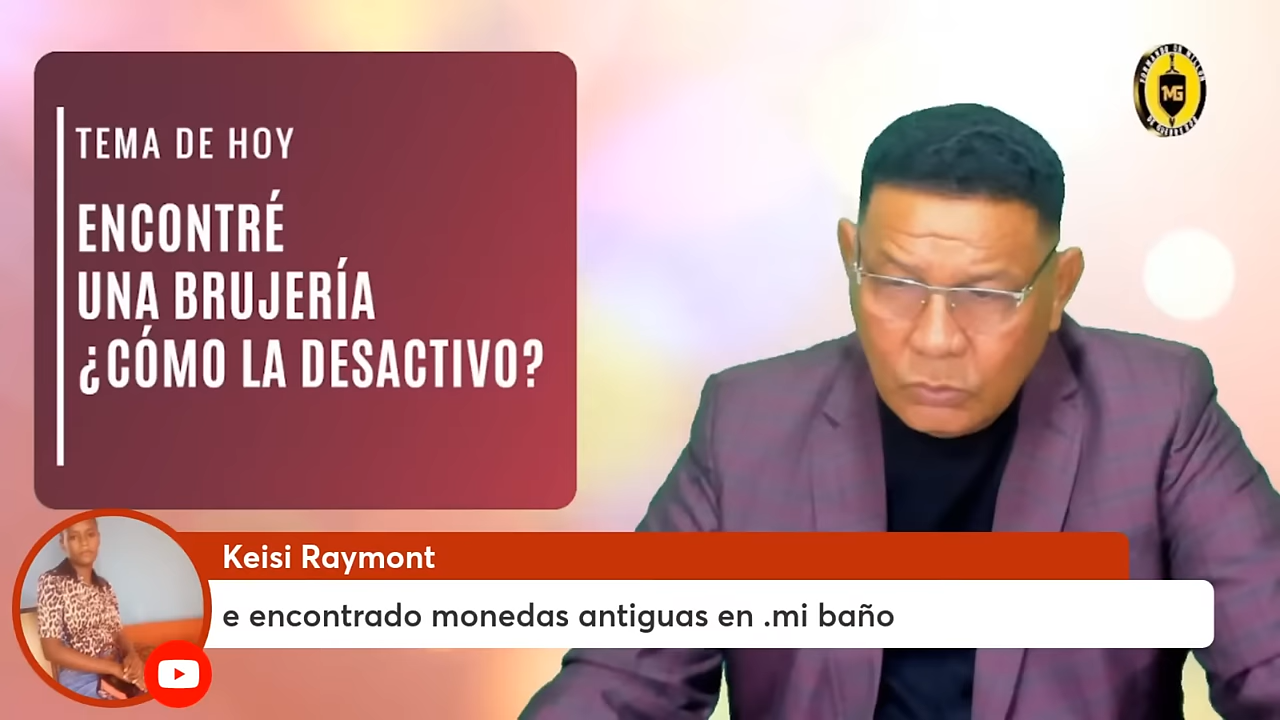 TEMA DE HOY
ENCONTRÉ
UNA BRUJERÍA
¿CÓMO LA DESACTIVO?
MG
Keisi Raymont
e encontrado monedas antiguas en .mi baño